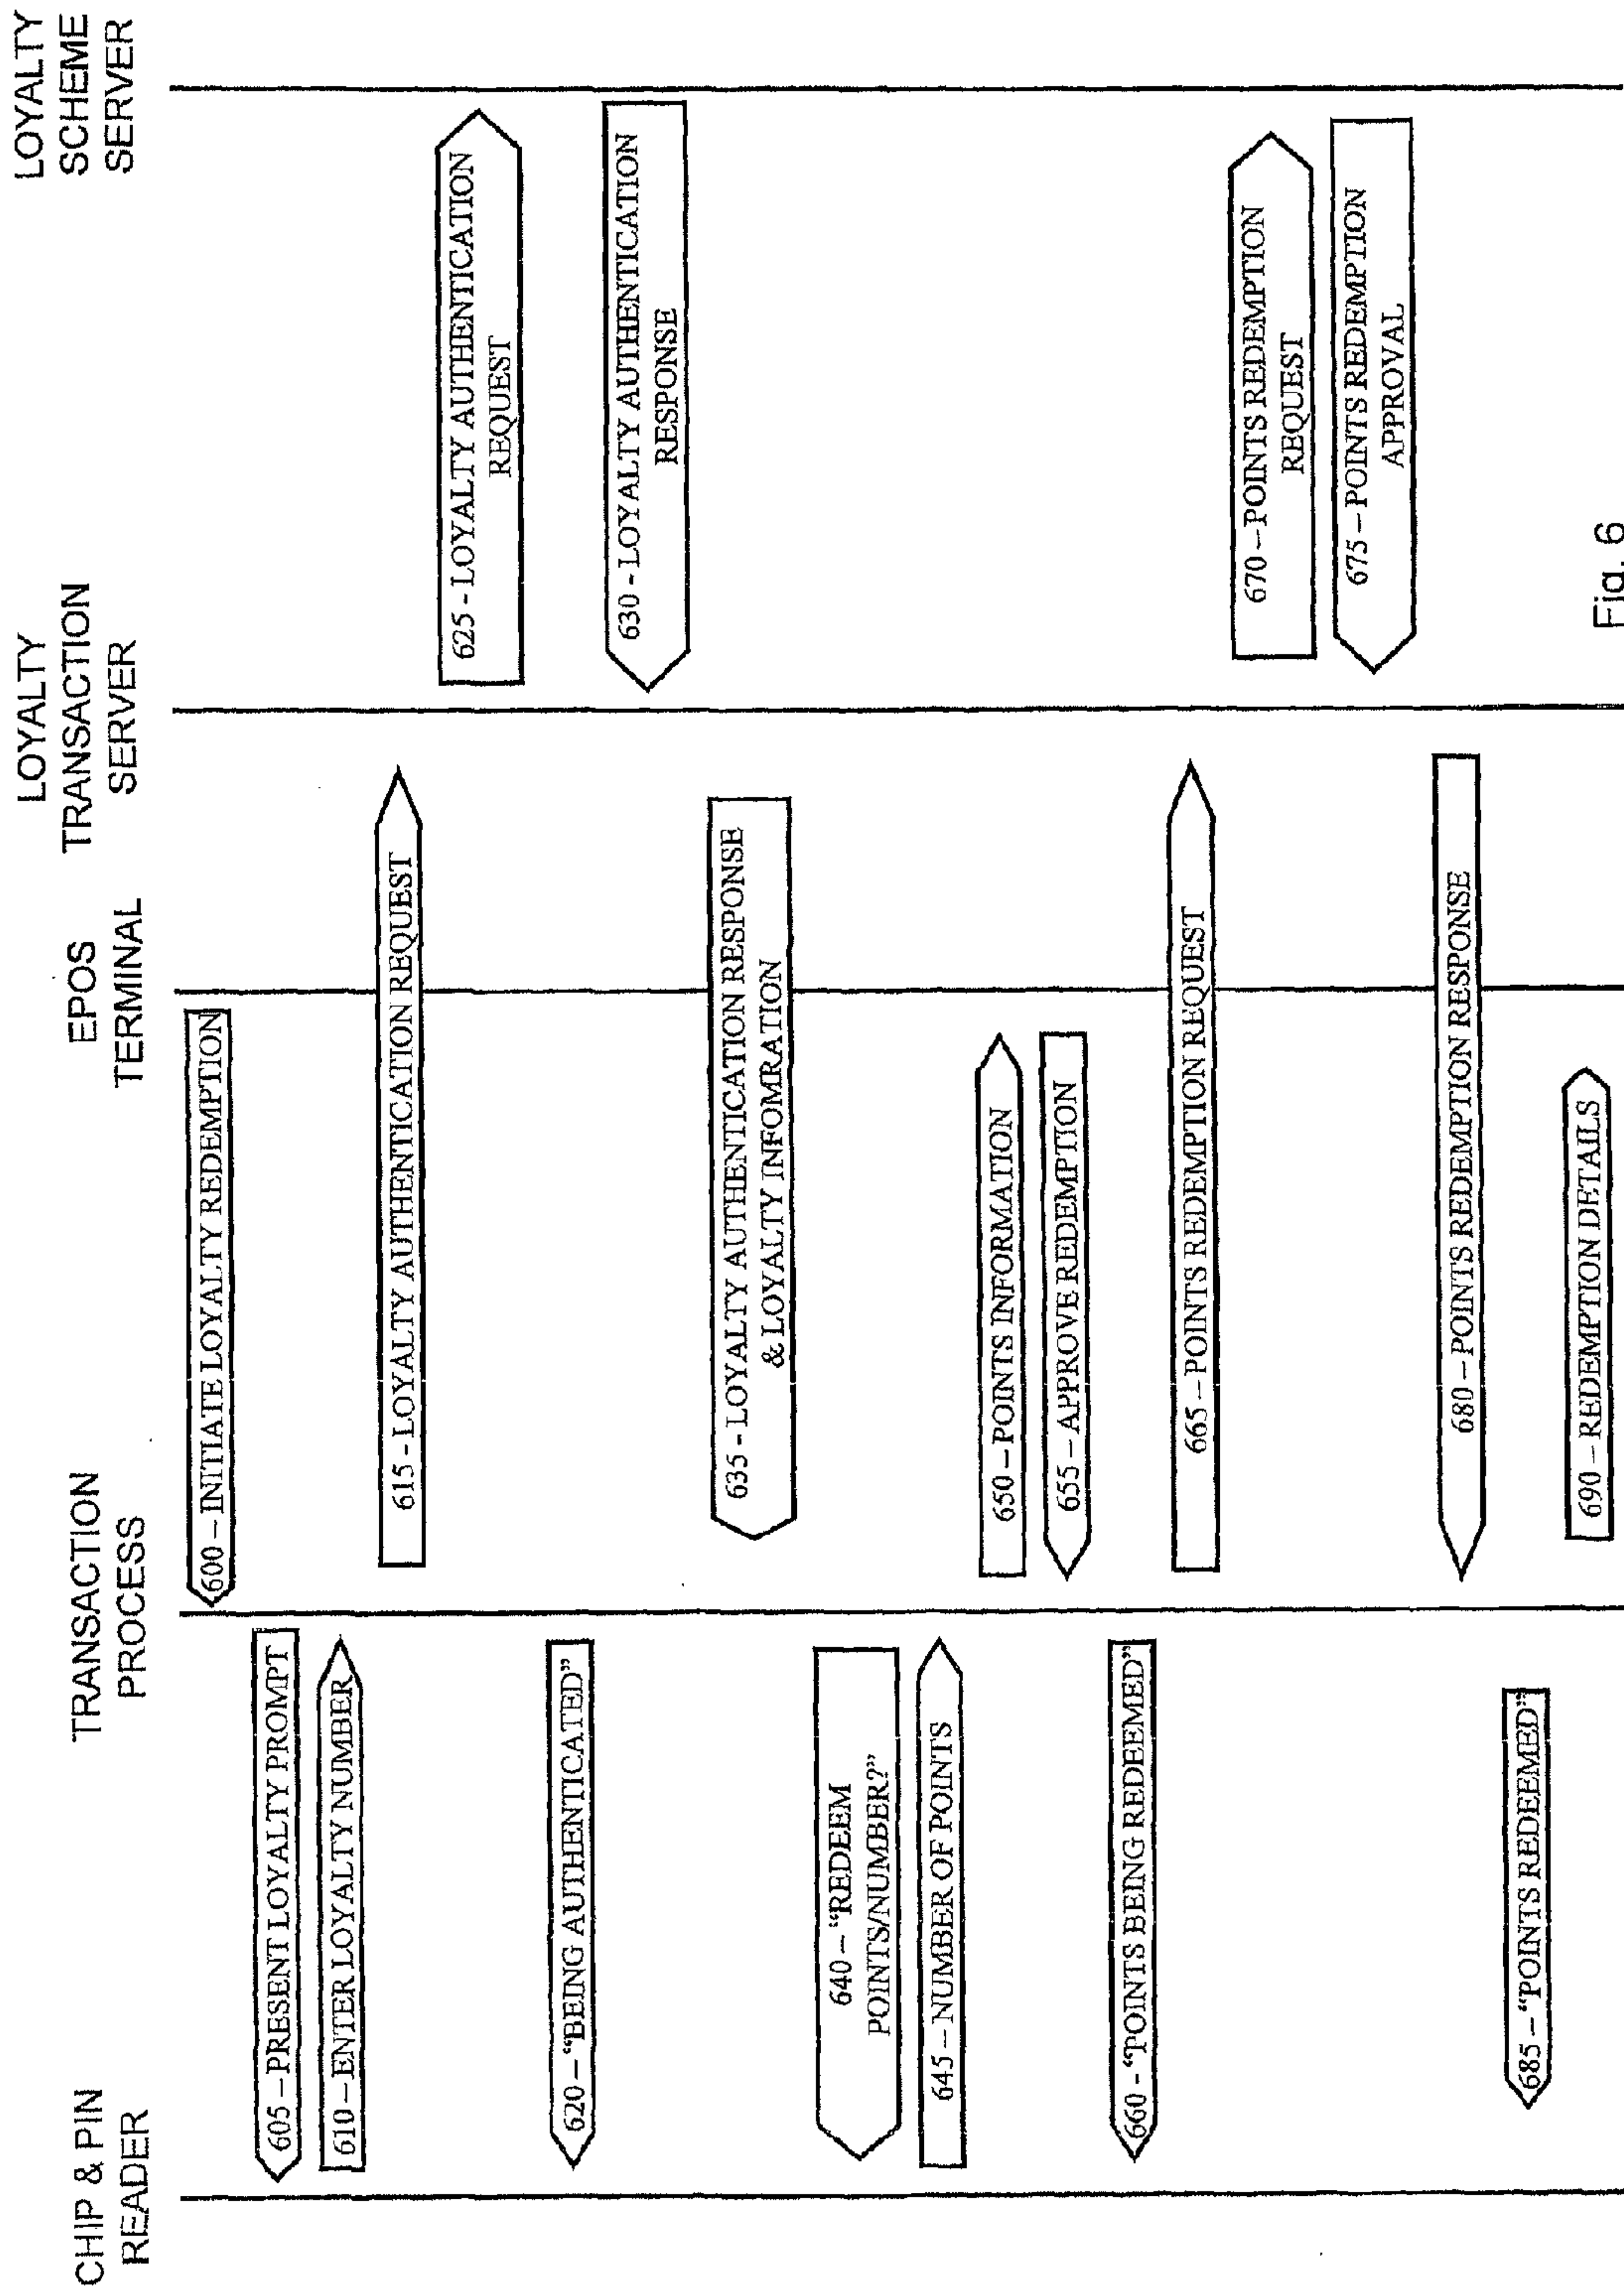 CHIP & PIN
READER
TRANSACTION
PROCESS
EPOS
TERMINAL
LOYALTY
TRANSACTION
SERVER
LOYALTY
SCHEME
SERVER
600 – INITIATE LOYALTY REDEMPTION
605 – PRESENT LOYALTY PROMPT
610 – ENTER LOYALTY NUMBER
615 - LOYALTY AUTHENTICATION REQUEST
625 - LOYALTY AUTHENTICATION
REQUEST
620 – “BEING AUTHENTICATED”
630 - LOYALTY AUTHENTICATION
RESPONSE
635 - LOYALTY AUTHENTICATION RESPONSE
& LOYALTY INFOMRATION
640 – “REDEEM
POINTS/NUMBER?”
645 – NUMBER OF POINTS
650 – POINTS INFORMATION
655 – APPROVE REDEMPTION
660 - “POINTS BEING REDEEMED”
665 – POINTS REDEMPTION REQUEST
670 – POINTS REDEMPTION
REQUEST
675 – POINTS REDEMPTION
APPROVAL
680 – POINTS REDEMPTION RESPONSE
685 – “POINTS REDEEMED”
690 – REDEMPTION DETAILS
Fig. 6